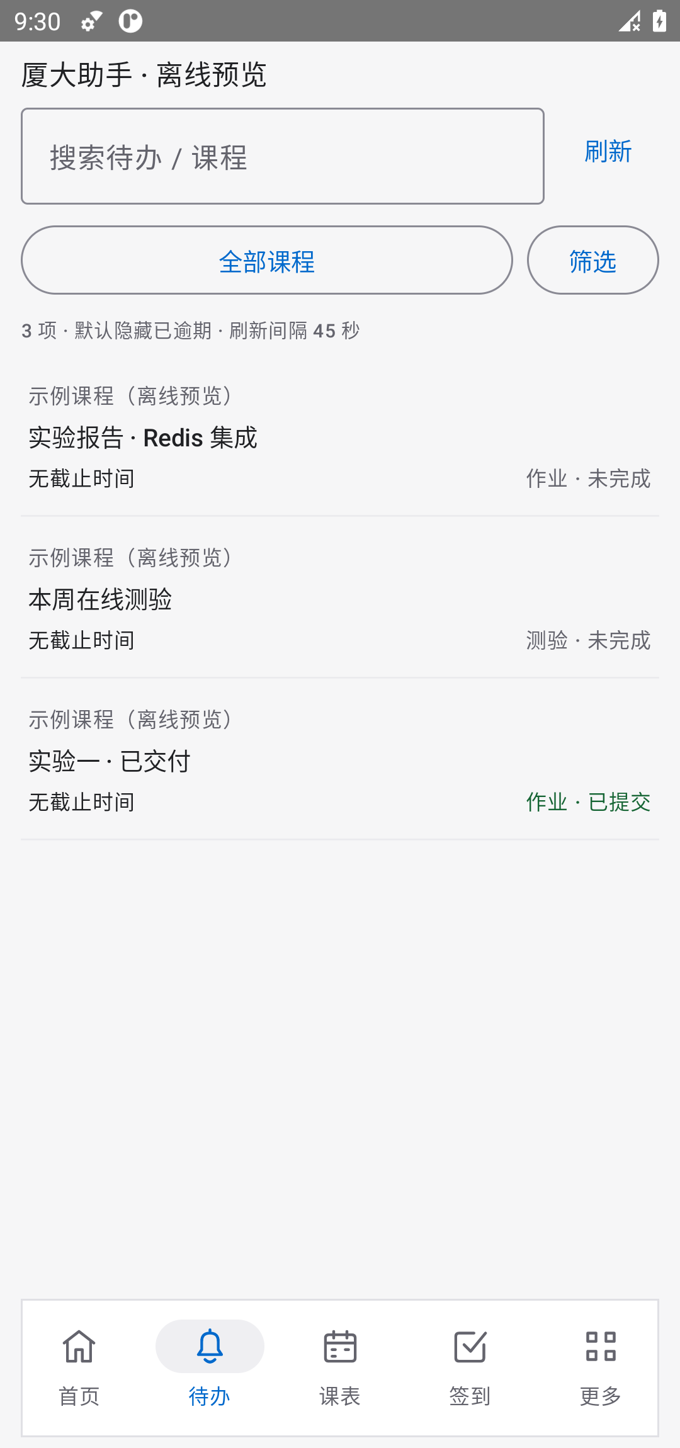 9:30
厦大助手 · 离线预览
搜索待办 / 课程
刷新
全部课程
筛选
3 项 · 默认隐藏已逾期 · 刷新间隔 45 秒
示例课程（离线预览）
实验报告 · Redis 集成
无截止时间
作业 · 未完成
示例课程（离线预览）
本周在线测验
无截止时间
测验 · 未完成
示例课程（离线预览）
实验一 · 已交付
无截止时间
作业 · 已提交
首页
待办
课表
签到
更多